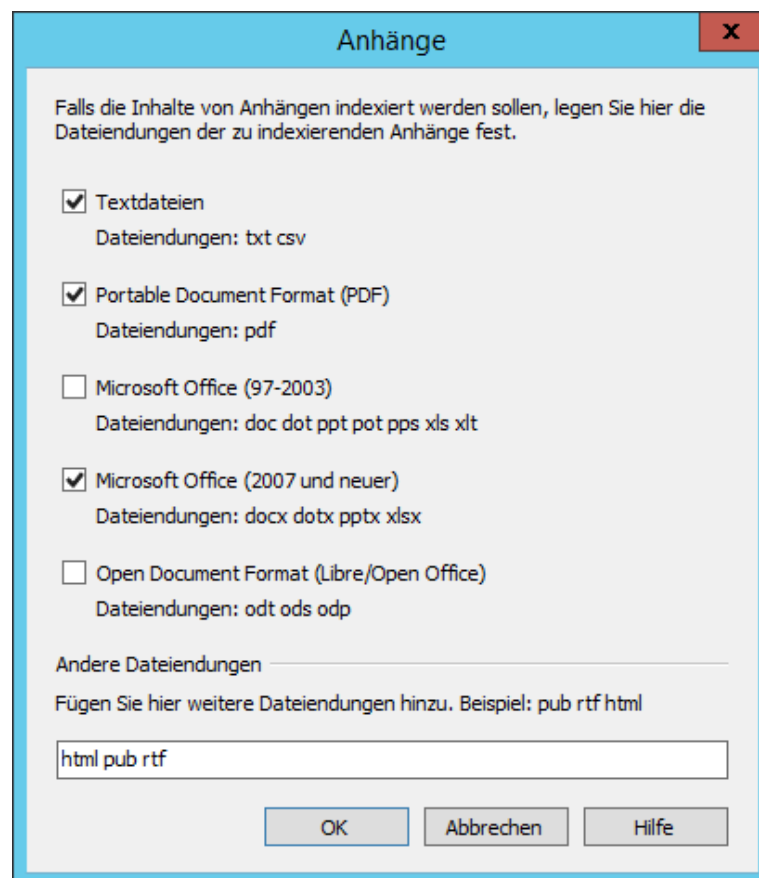 Anhänge
x
Falls die Inhalte von Anhängen indexiert werden sollen, legen Sie hier die
Dateiendungen der zu indexierenden Anhänge fest.
Textdateien
Dateiendungen: txt csv
Portable Document Format (PDF)
Dateiendungen: pdf
Microsoft Office (97-2003)
Dateiendungen: doc dot ppt pot pps xls xlt
Microsoft Office (2007 und neuer)
Dateiendungen: docx dotx pptx xlsx
Open Document Format (Libre/Open Office)
Dateiendungen: odt ods odp
Andere Dateiendungen
Fügen Sie hier weitere Dateiendungen hinzu. Beispiel: pub rtf html
html pub rtf
OK Abbrechen Hilfe